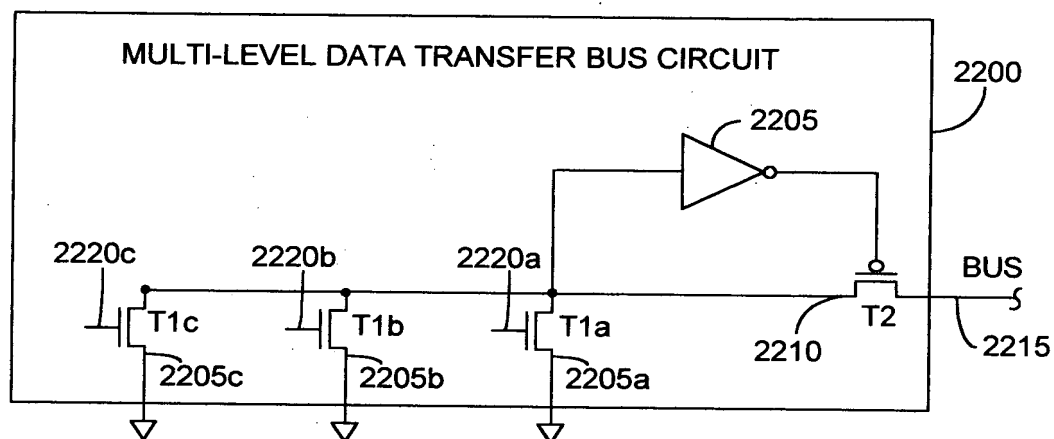 MULTI-LEVEL DATA TRANSFER BUS CIRCUIT
2200
2205
2220c
2220b
2220a
BUS
T1c
T1b
T1a
T2
2210
2215
2205c
2205b
2205a